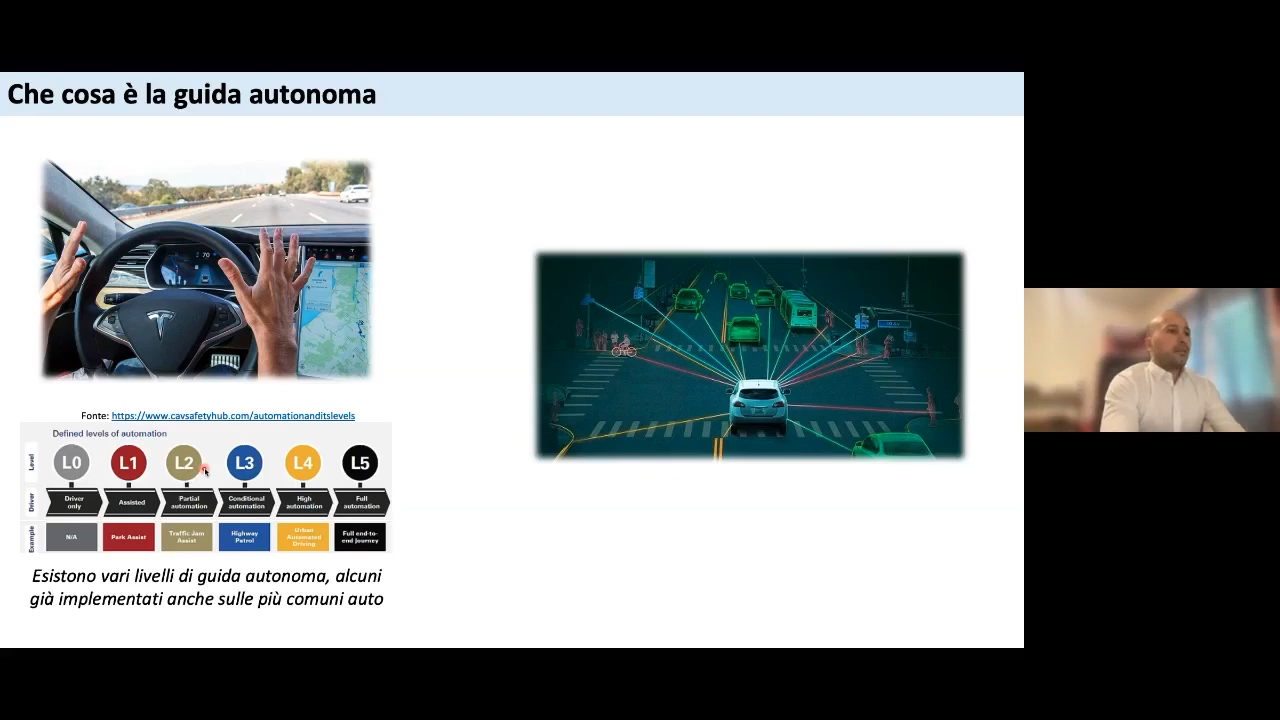 Che cosa è la guida autonoma
70
Fonte: https://www.cavsafetyhub.com/automationanditslevels
Defined levels of automation
Level
L0 L1 L2 L3 L4 L5
Driver
Driver only
Assisted
Partial automation
Conditional automation
High automation
Full automation
Example
N/A
Park Assist
Traffic Jam Assist
Highway Patrol
Urban Automated Driving
Full end-to-end Journey
Esistono vari livelli di guida autonoma, alcuni
già implementati anche sulle più comuni auto